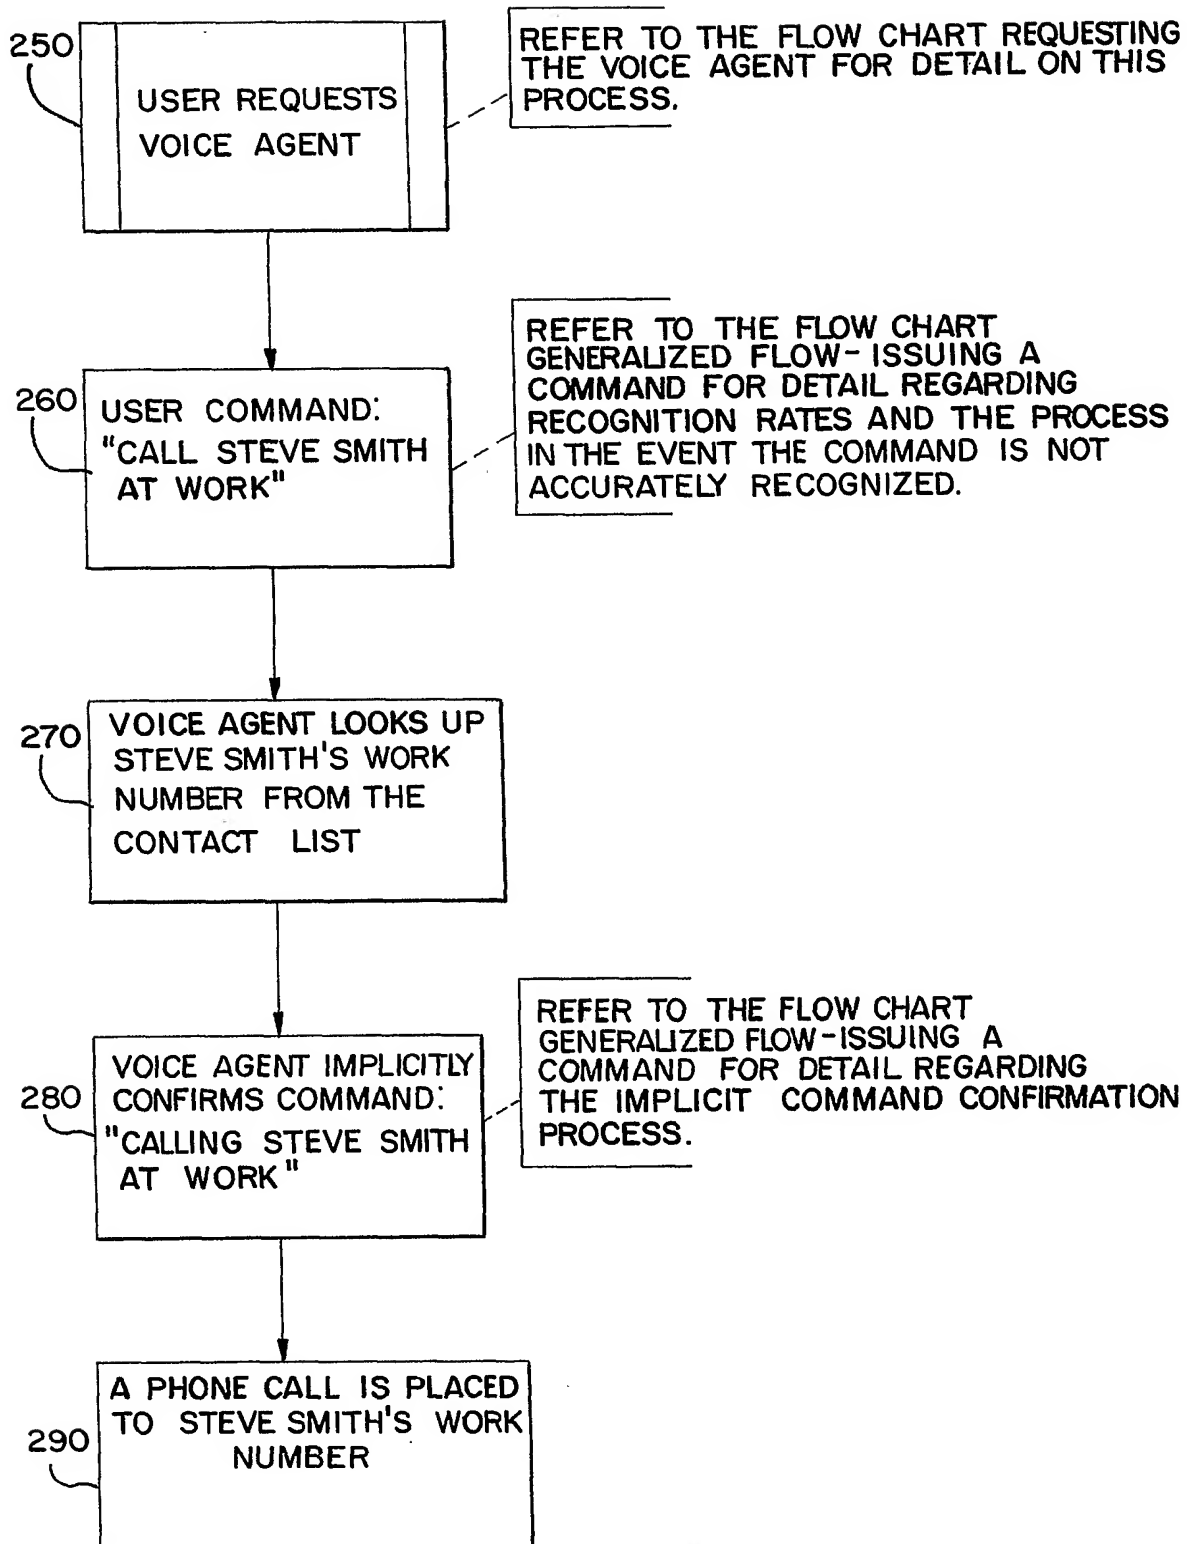 250
USER REQUESTS
VOICE AGENT
REFER TO THE FLOW CHART REQUESTING
THE VOICE AGENT FOR DETAIL ON THIS
PROCESS.
260
USER COMMAND:
"CALL STEVE SMITH
AT WORK"
REFER TO THE FLOW CHART
GENERALIZED FLOW- ISSUING A
COMMAND FOR DETAIL REGARDING
RECOGNITION RATES AND THE PROCESS
IN THE EVENT THE COMMAND IS NOT
ACCURATELY RECOGNIZED.
270
VOICE AGENT LOOKS UP
STEVE SMITH'S WORK
NUMBER FROM THE
CONTACT LIST
280
VOICE AGENT IMPLICITLY
CONFIRMS COMMAND:
"CALLING STEVE SMITH
AT WORK"
REFER TO THE FLOW CHART
GENERALIZED FLOW-ISSUING A
COMMAND FOR DETAIL REGARDING
THE IMPLICIT COMMAND CONFIRMATION
PROCESS.
290
A PHONE CALL IS PLACED
TO STEVE SMITH'S WORK
NUMBER